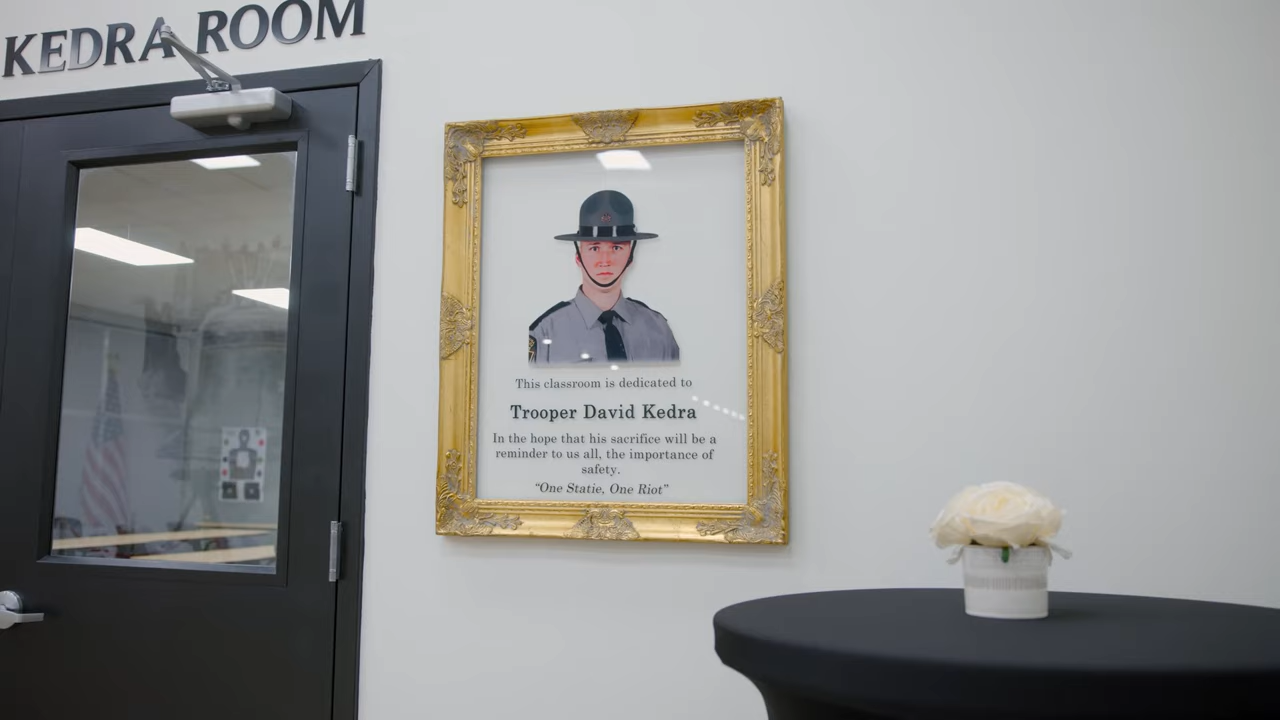 KEDRA ROOM
This classroom is dedicated to
Trooper David Kedra
In the hope that his sacrifice will be a
reminder to us all, the importance of
safety.
“One Statie, One Riot”